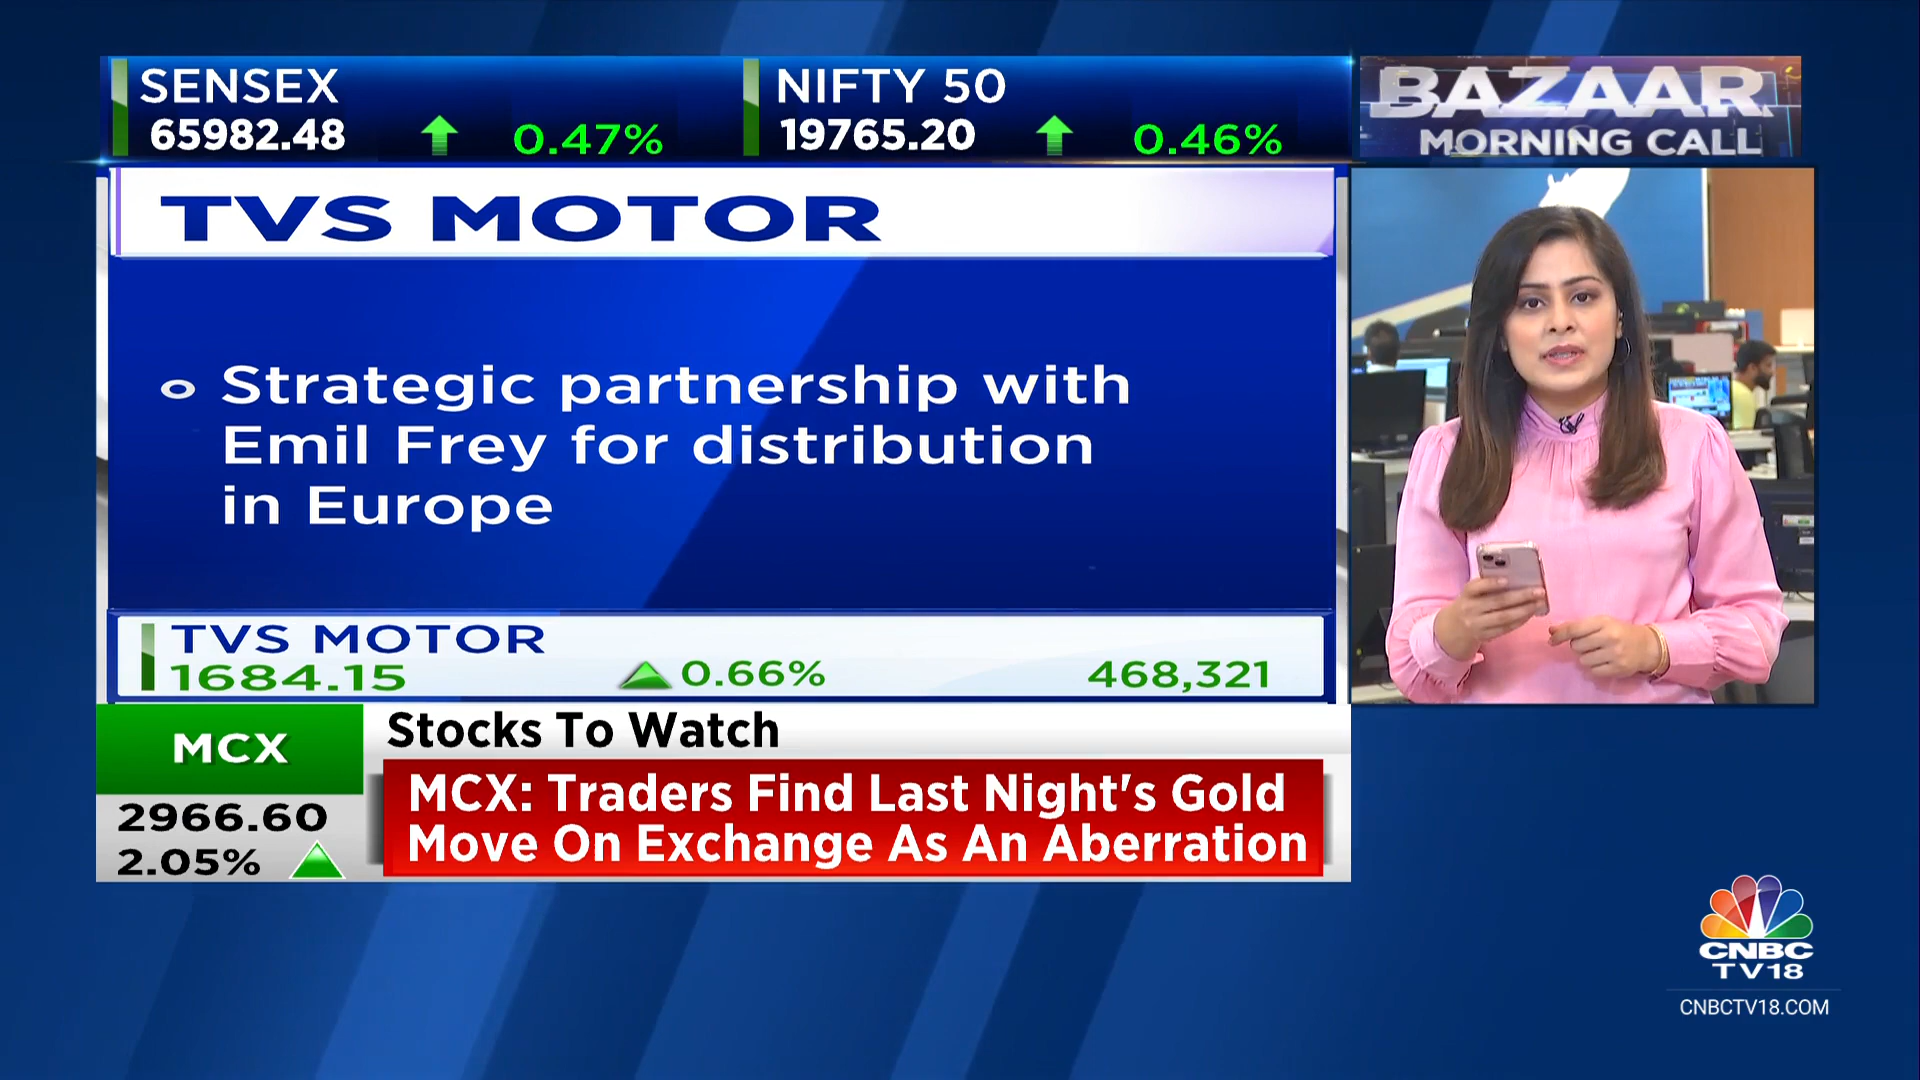 SENSEX
65982.48 0.47%
NIFTY 50
19765.20 0.46%
BAZAAR
MORNING CALL
TVS MOTOR
Strategic partnership with
Emil Frey for distribution
in Europe
TVS MOTOR
1684.15 0.66% 468,321
MCX
2966.60
2.05%
Stocks To Watch
MCX: Traders Find Last Night's Gold
Move On Exchange As An Aberration
CNBC
TV18
CNBCTV18.COM